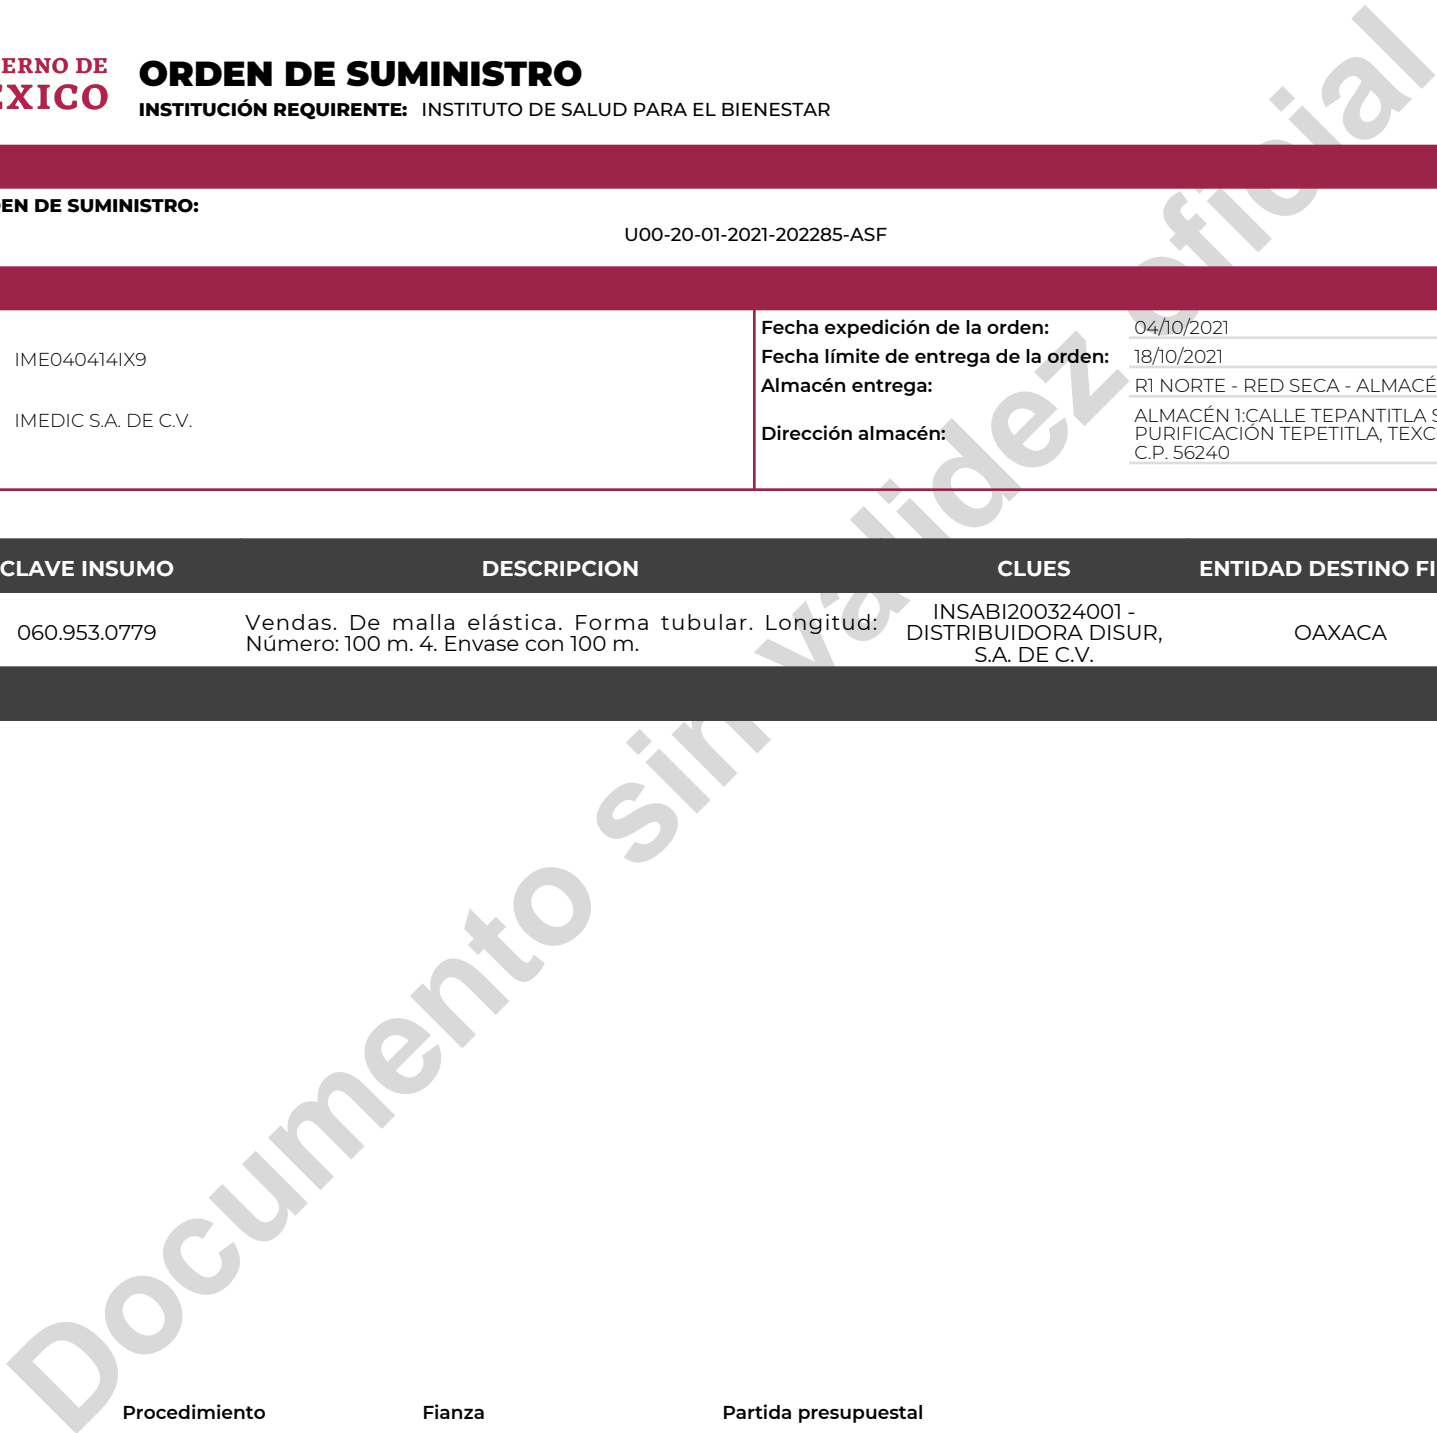 ERNO DE
ÉXICO
ORDEN DE SUMINISTRO
INSTITUCIÓN REQUIRENTE: INSTITUTO DE SALUD PARA EL BIENESTAR
EN DE SUMINISTRO:
U00-20-01-2021-202285-ASF
IME040414IX9
IMEDIC S.A. DE C.V.
Fecha expedición de la orden: 04/10/2021
Fecha límite de entrega de la orden: 18/10/2021
Almacén entrega: R1 NORTE - RED SECA - ALMACÉ
Dirección almacén: ALMACÉN 1:CALLE TEPANTITLA S
PURIFICACIÓN TEPETITLA, TEXC
C.P. 56240
CLAVE INSUMO DESCRIPCION CLUES ENTIDAD DESTINO FI
060.953.0779
Vendas. De malla elástica. Forma tubular. Longitud:
Número: 100 m. 4. Envase con 100 m.
INSABI200324001 -
DISTRIBUIDORA DISUR,
S.A. DE C.V.
OAXACA
Documento sin validez oficial
Procedimiento Fianza Partida presupuestal